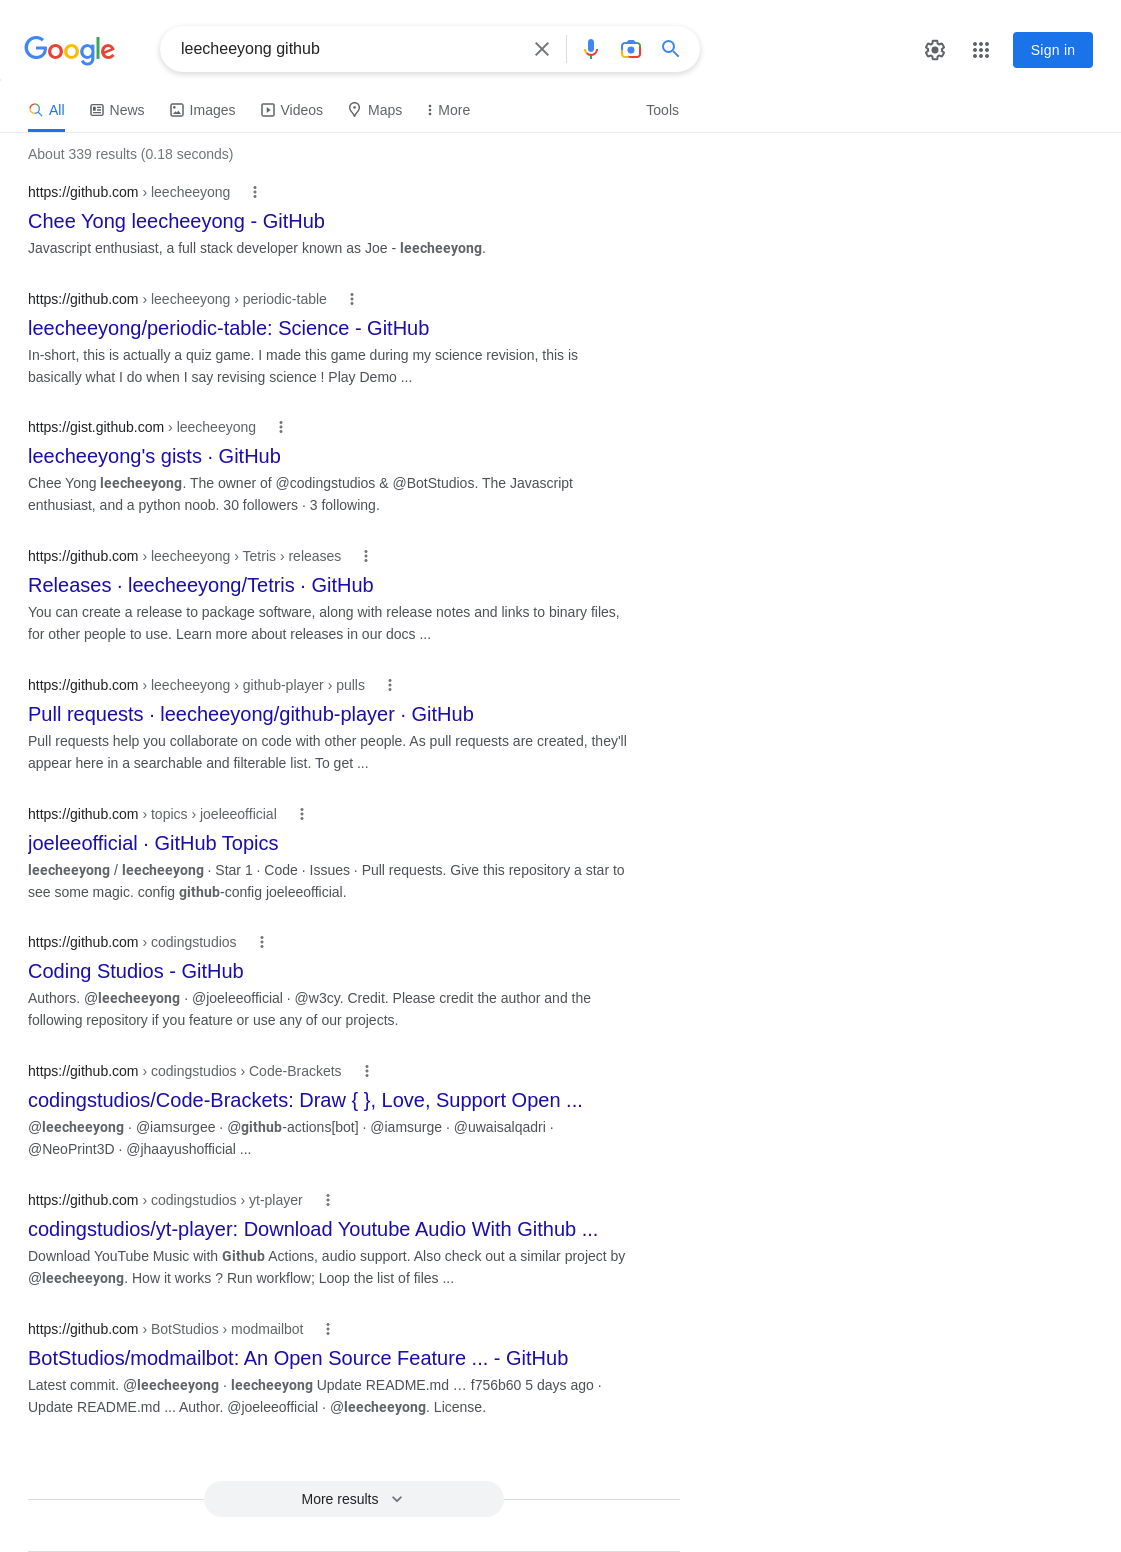 Google
leecheeyong github
Sign in
All News Images Videos Maps More Tools
About 339 results (0.18 seconds)
https://github.com › leecheeyong
Chee Yong leecheeyong - GitHub
Javascript enthusiast, a full stack developer known as Joe - leecheeyong.
https://github.com › leecheeyong › periodic-table
leecheeyong/periodic-table: Science - GitHub
In-short, this is actually a quiz game. I made this game during my science revision, this is
basically what I do when I say revising science ! Play Demo ...
https://gist.github.com › leecheeyong
leecheeyong's gists · GitHub
Chee Yong leecheeyong. The owner of @codingstudios & @BotStudios. The Javascript
enthusiast, and a python noob. 30 followers · 3 following.
https://github.com › leecheeyong › Tetris › releases
Releases · leecheeyong/Tetris · GitHub
You can create a release to package software, along with release notes and links to binary files,
for other people to use. Learn more about releases in our docs ...
https://github.com › leecheeyong › github-player › pulls
Pull requests · leecheeyong/github-player · GitHub
Pull requests help you collaborate on code with other people. As pull requests are created, they'll
appear here in a searchable and filterable list. To get ...
https://github.com › topics › joeleeofficial
joeleeofficial · GitHub Topics
leecheeyong / leecheeyong · Star 1 · Code · Issues · Pull requests. Give this repository a star to
see some magic. config github-config joeleeofficial.
https://github.com › codingstudios
Coding Studios - GitHub
Authors. @leecheeyong · @joeleeofficial · @w3cy. Credit. Please credit the author and the
following repository if you feature or use any of our projects.
https://github.com › codingstudios › Code-Brackets
codingstudios/Code-Brackets: Draw { }, Love, Support Open ...
@leecheeyong · @iamsurgee · @github-actions[bot] · @iamsurge · @uwaisalqadri ·
@NeoPrint3D · @jhaayushofficial ...
https://github.com › codingstudios › yt-player
codingstudios/yt-player: Download Youtube Audio With Github ...
Download YouTube Music with Github Actions, audio support. Also check out a similar project by
@leecheeyong. How it works ? Run workflow; Loop the list of files ...
https://github.com › BotStudios › modmailbot
BotStudios/modmailbot: An Open Source Feature ... - GitHub
Latest commit. @leecheeyong · leecheeyong Update README.md … f756b60 5 days ago ·
Update README.md ... Author. @joeleeofficial · @leecheeyong. License.
More results